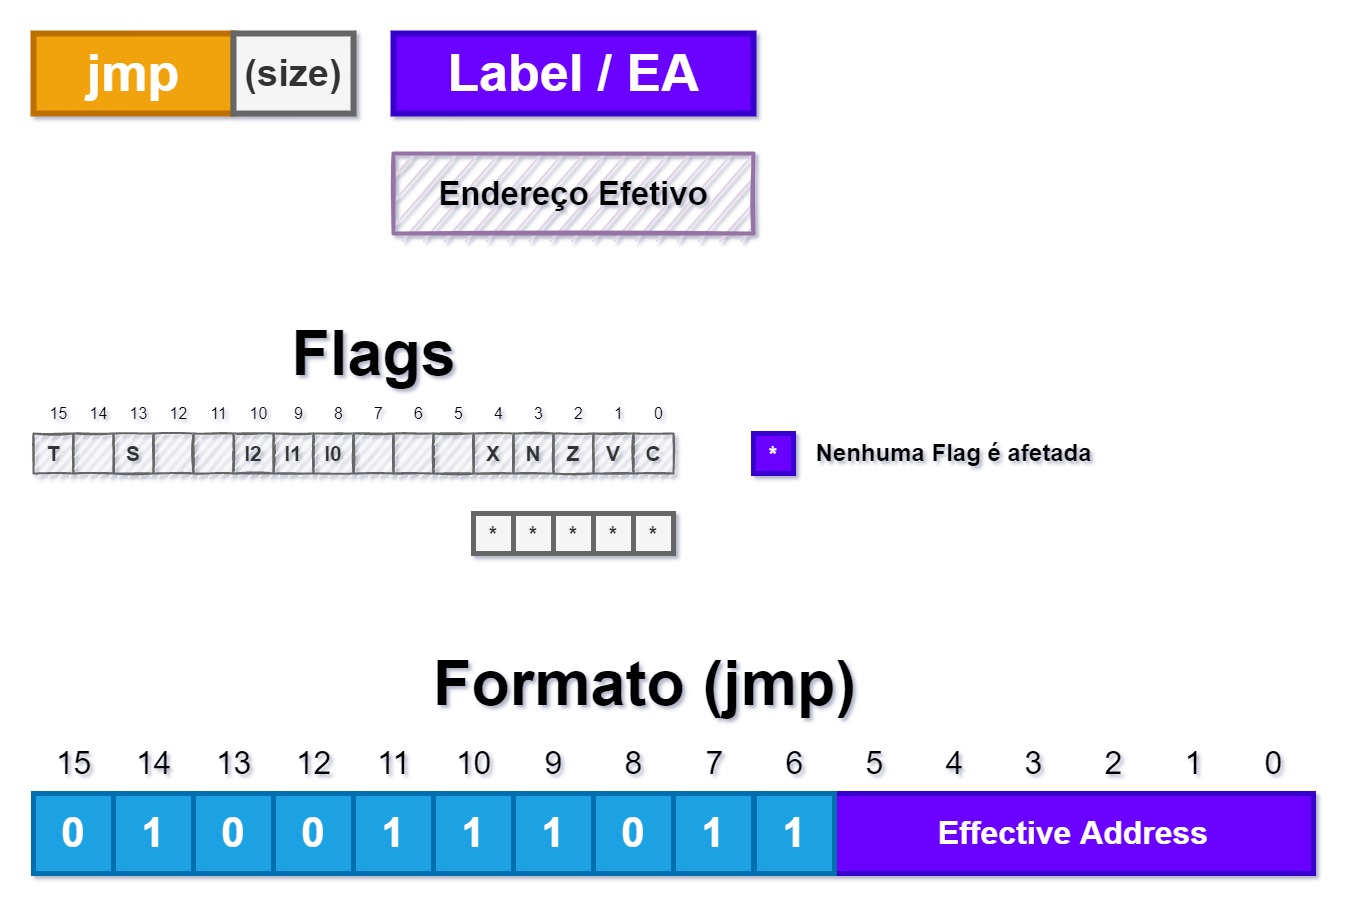 jmp (size) Label / EA
Endereço Efetivo
Flags
15 14 13 12 11 10 9 8 7 6 5 4 3 2 1 0
T S I2 I1 I0 X N Z V C * Nenhuma Flag é afetada
* * * * *
Formato (jmp)
15 14 13 12 11 10 9 8 7 6 5 4 3 2 1 0
0 1 0 0 1 1 1 0 1 1 Effective Address